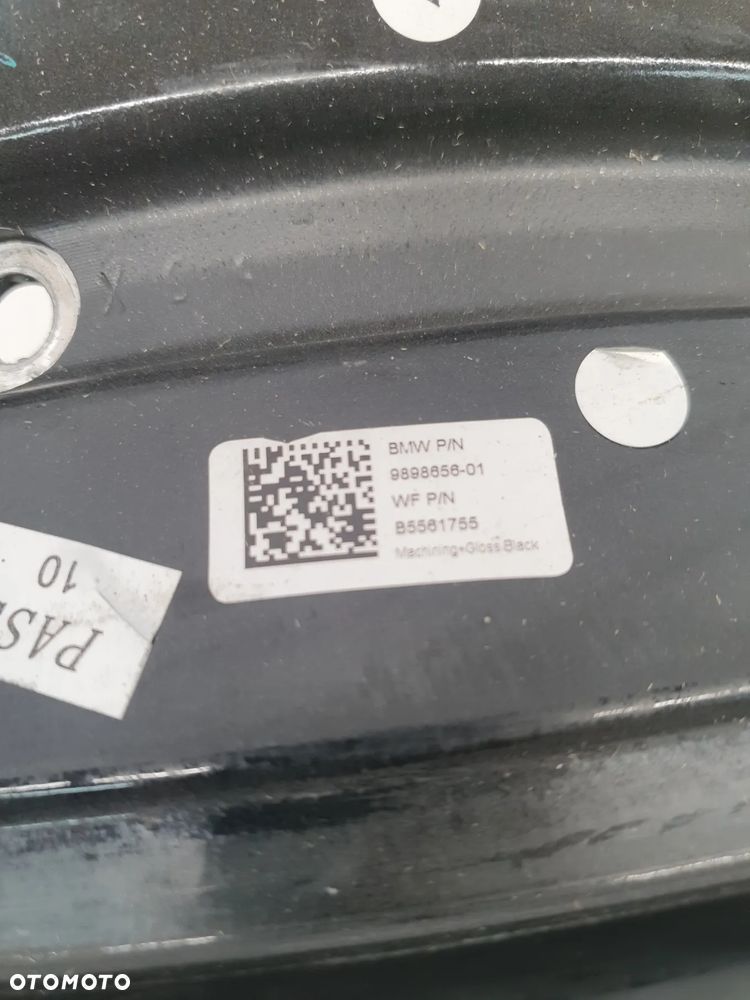 BMW P/N
9898656-01
WF P/N
B5561755
Machining+Gloss Black
10
PAS
OTOMOTO